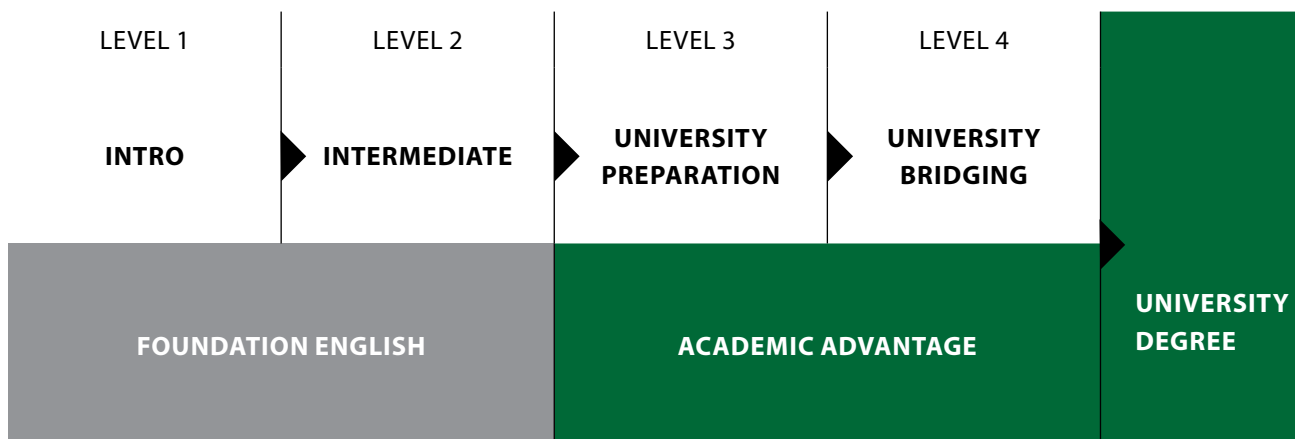 LEVEL 1
LEVEL 2
LEVEL 3
LEVEL 4
INTRO
INTERMEDIATE
UNIVERSITY
PREPARATION
UNIVERSITY
BRIDGING
FOUNDATION ENGLISH
ACADEMIC ADVANTAGE
UNIVERSITY
DEGREE